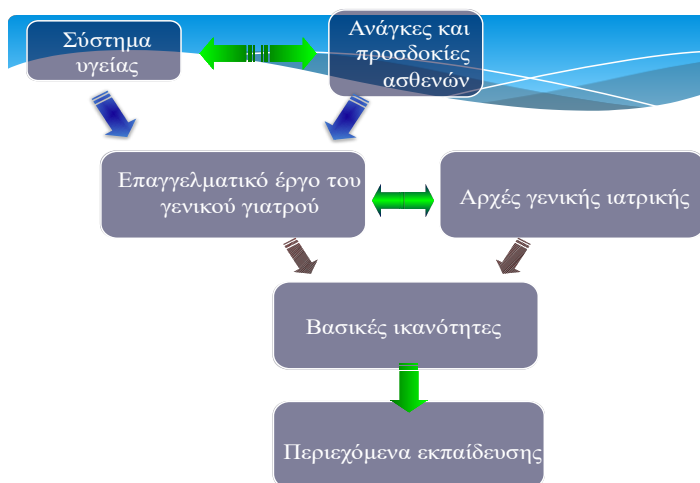 Σύστημα
υγείας
Ανάγκες και
προσδοκίες
ασθενών
Επαγγελματικό έργο του
γενικού γιατρού
Αρχές γενικής ιατρικής
Βασικές ικανότητες
Περιεχόμενα εκπαίδευσης